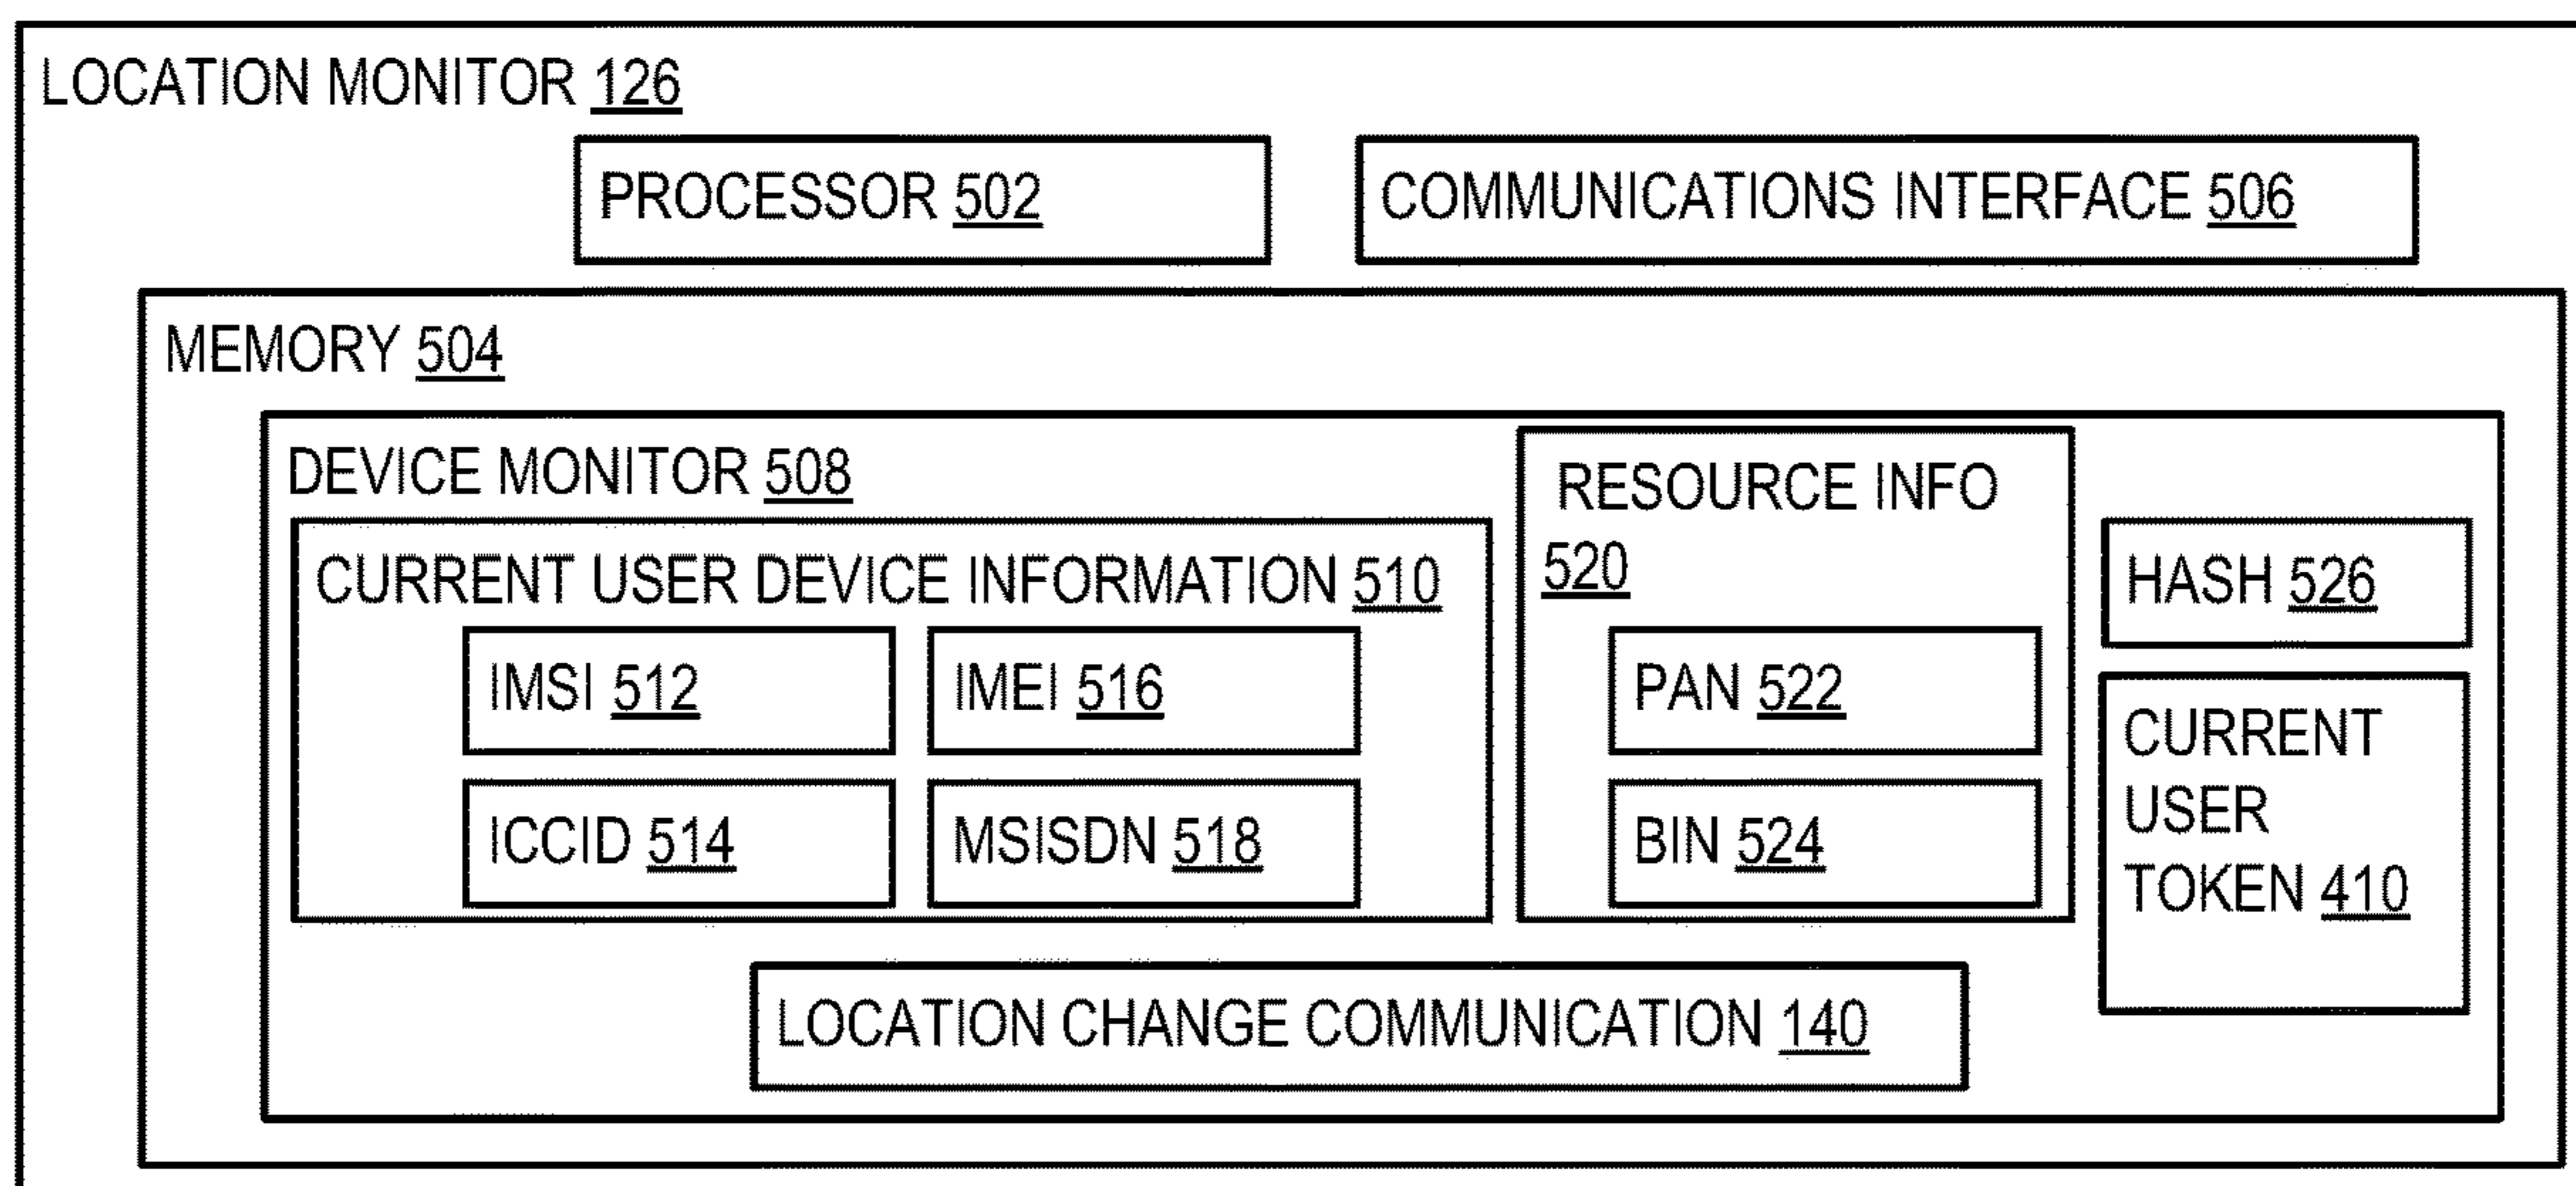 LOCATION MONITOR 126
PROCESSOR 502
COMMUNICATIONS INTERFACE 506
MEMORY 504
DEVICE MONITOR 508
CURRENT USER DEVICE INFORMATION 510
IMSI 512
IMEI 516
ICCID 514
MSISDN 518
RESOURCE INFO
520
PAN 522
BIN 524
HASH 526
CURRENT
USER
TOKEN 410
LOCATION CHANGE COMMUNICATION 140